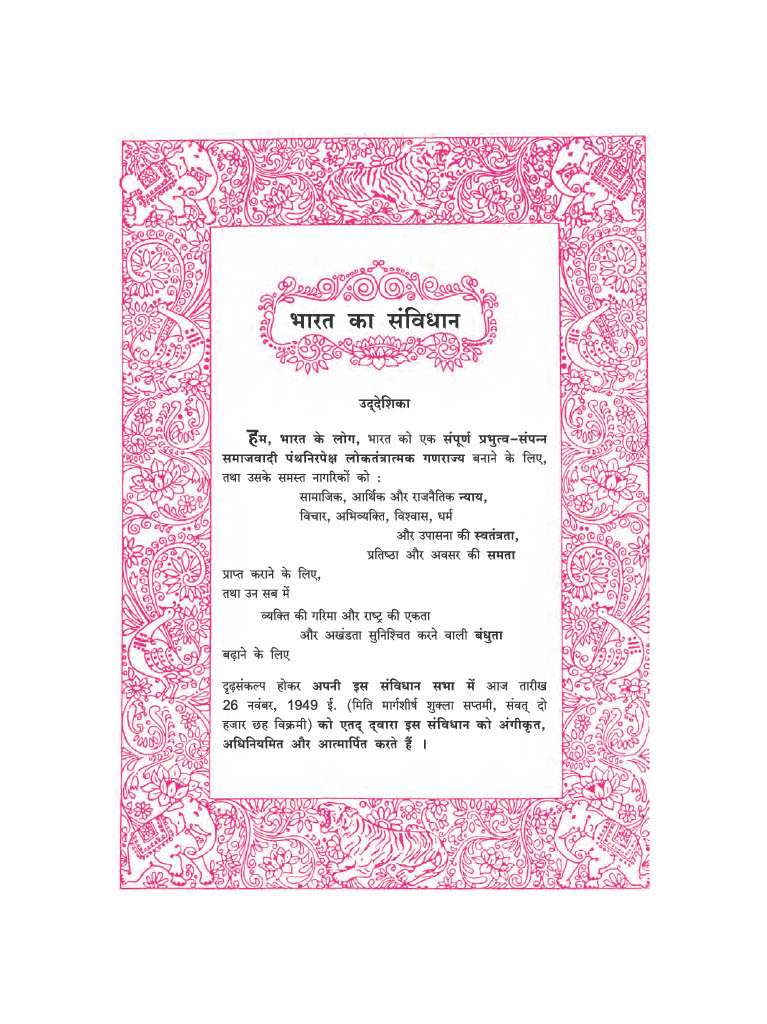 भारत का संविधान
उद्देशिका
हम, भारत के लोग, भारत को एक संपूर्ण प्रभुत्व-संपन्न
समाजवादी पंथनिरपेक्ष लोकतंत्रात्मक गणराज्य बनाने के लिए,
तथा उसके समस्त नागरिकों को :
सामाजिक, आर्थिक और राजनैतिक न्याय,
विचार, अभिव्यक्ति, विश्वास, धर्म
और उपासना की स्वतंत्रता,
प्रतिष्ठा और अवसर की समता
प्राप्त कराने के लिए,
तथा उन सब में
व्यक्ति की गरिमा और राष्ट्र की एकता
और अखंडता सुनिश्चित करने वाली बंधुता
बढ़ाने के लिए
दृढ़संकल्प होकर अपनी इस संविधान सभा में आज तारीख
26 नवंबर, 1949 ई. (मिति मार्गशीर्ष शुक्ला सप्तमी, संवत् दो
हजार छह विक्रमी) को एतद् द्वारा इस संविधान को अंगीकृत,
अधिनियमित और आत्मार्पित करते हैं ।